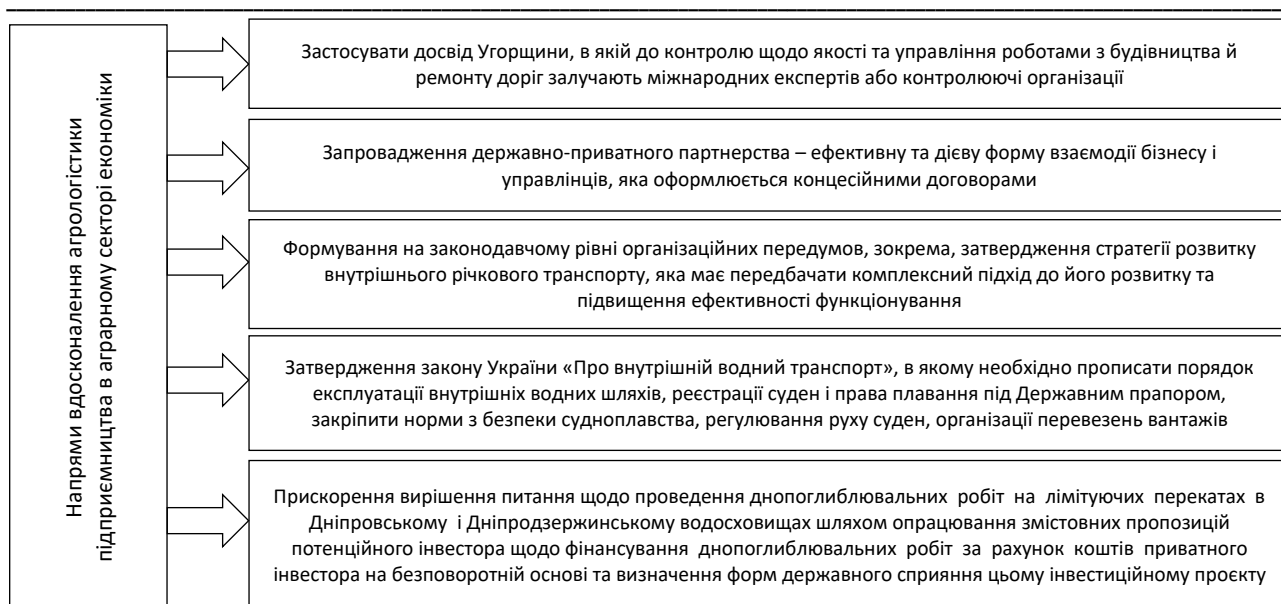 Напрями вдосконалення агрологістики
підприємництва в аграрному секторі економіки
Застосувати досвід Угорщини, в якій до контролю щодо якості та управління роботами з будівництва й
ремонту доріг залучають міжнародних експертів або контролюючі організації
Запровадження державно-приватного партнерства – ефективну та дієву форму взаємодії бізнесу і
управлінців, яка оформлюється концесійними договорами
Формування на законодавчому рівні організаційних передумов, зокрема, затвердження стратегії розвитку
внутрішнього річкового транспорту, яка має передбачати комплексний підхід до його розвитку та
підвищення ефективності функціонування
Затвердження закону України «Про внутрішній водний транспорт», в якому необхідно прописати порядок
експлуатації внутрішніх водних шляхів, реєстрації суден і права плавання під Державним прапором,
закріпити норми з безпеки судноплавства, регулювання руху суден, організації перевезень вантажів
Прискорення вирішення питання щодо проведення днопоглиблювальних робіт на лімітуючих перекатах в
Дніпровському і Дніпродзержинському водосховищах шляхом опрацювання змістовних пропозицій
потенційного інвестора щодо фінансування днопоглиблювальних робіт за рахунок коштів приватного
інвестора на безповоротній основі та визначення форм державного сприяння цьому інвестиційному проєкту